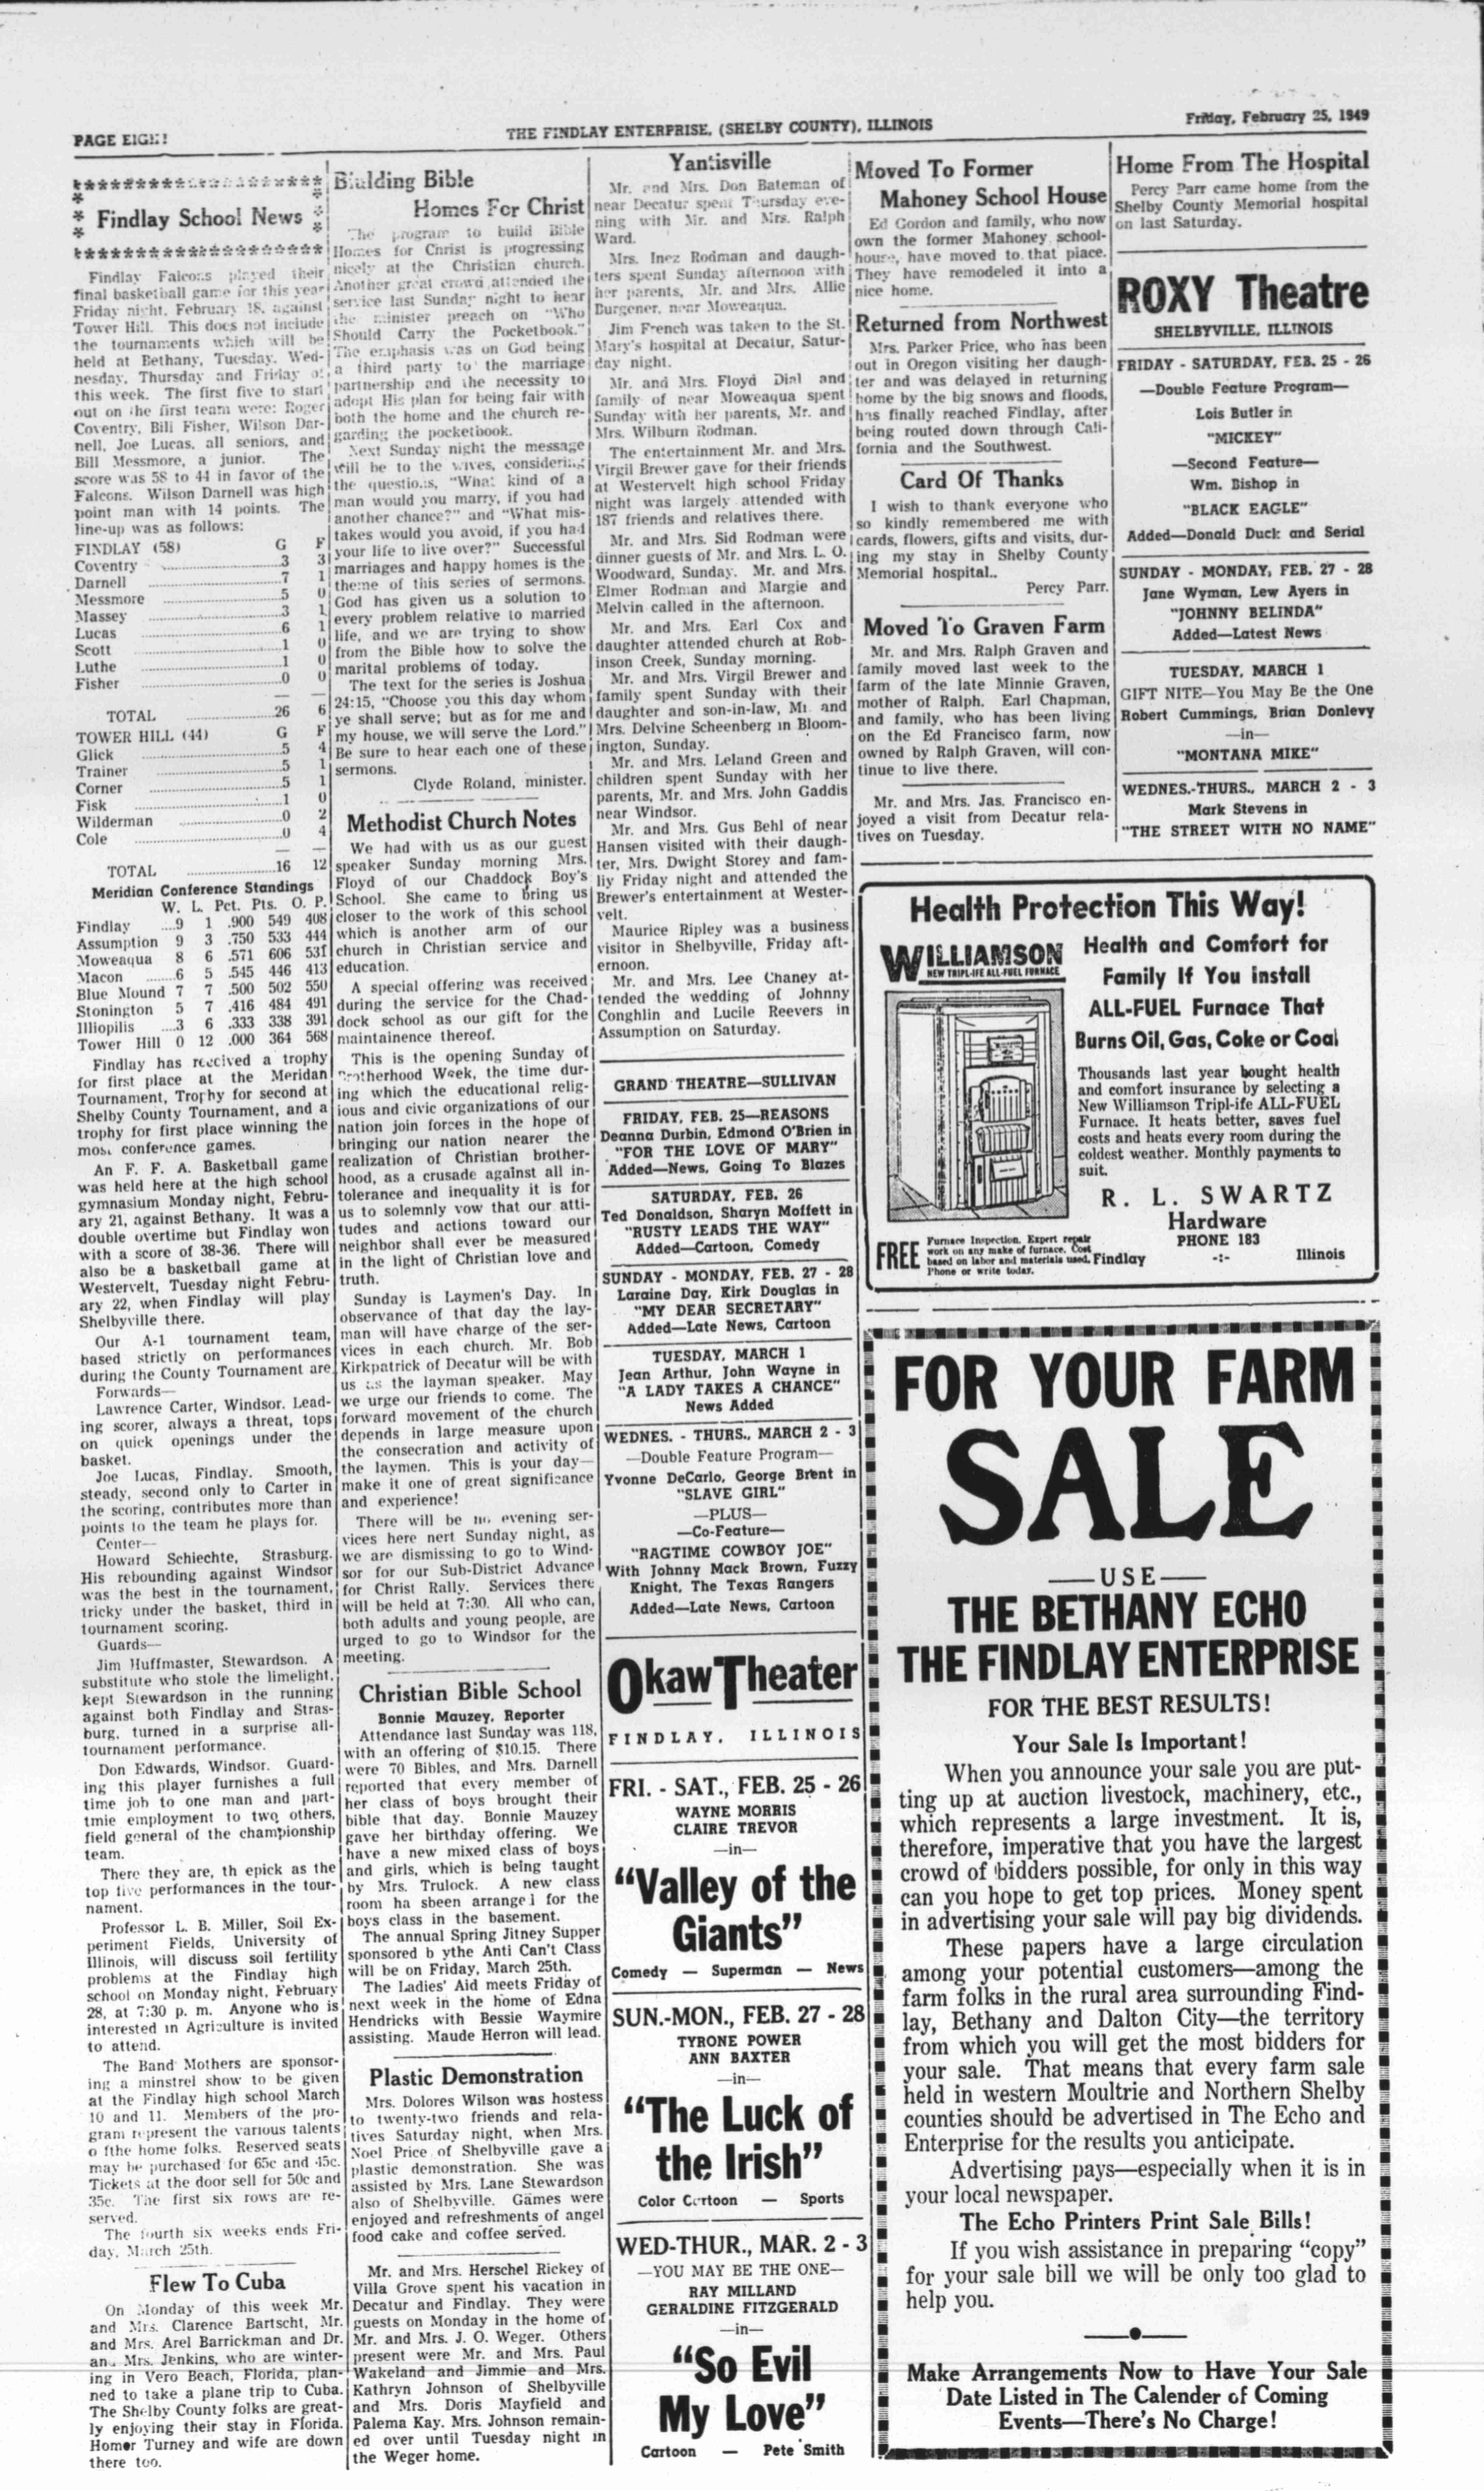 PAGE EIGH!
THE FINDLAY ENTERPRISE, (SHELBY COUNTY), ILLINOIS
Friday, February 25, 1949
Findlay School News
Findlay Falcons played their
final basketball game for this year
Friday night, February 18, against
Tower Hill. This does not include
the tournaments which will be
held at Bethany, Tuesday, Wed-
nesday, Thursday and Friday of
this week. The first five to start
out on the first team were: Roger
Coventry, Bill Fisher, Wilson Dar-
nell, Joe Lucas, all seniors, and
Bill Messmore, a junior. The
score was 58 to 44 in favor of the
Falcons. Wilson Darnell was high
point man with 14 points. The
line-up was as follows:
FINDLAY (58) G F
Coventry 3 3
Darnell 7 1
Messmore 5 0
Massey 3 1
Lucas 6 1
Scott 1 0
Luthe 1 0
Fisher 0 0
TOTAL 26 6
TOWER HILL (44) G F
Glick 5 4
Trainer 5 1
Corner 5 1
Fisk 1 0
Wilderman 0 2
Cole 0 4
TOTAL 16 12
Meridian Conference Standings
W. L. Pct. Pts. O. P.
Findlay ....9 1 .900 549 408
Assumption 9 3 .750 533 444
Moweaqua 8 6 .571 606 531
Macon .......6 5 .545 446 413
Blue Mound 7 7 .500 502 550
Stonington 5 7 .416 484 491
Illiopilis ....3 6 .333 338 391
Tower Hill 0 12 .000 364 568
Findlay has received a trophy
for first place at the Meridan
Tournament, Trophy for second at
Shelby County Tournament, and a
trophy for first place winning the
most conference games.
An F. F. A. Basketball game
was held here at the high school
gymnasium Monday night, Febru-
ary 21, against Bethany. It was a
double overtime but Findlay won
with a score of 38-36. There will
also be a basketball game at
Westervelt, Tuesday night Febru-
ary 22, when Findlay will play
Shelbyville there.
Our A-1 tournament team,
based strictly on performances
during the County Tournament are
Forwards—
Lawrence Carter, Windsor. Lead-
ing scorer, always a threat, tops
on quick openings under the
basket.
Joe Lucas, Findlay. Smooth,
steady, second only to Carter in
the scoring, contributes more than
points to the team he plays for.
Center—
Howard Schiechte, Strasburg.
His rebounding against Windsor
was the best in the tournament,
tricky under the basket, third in
tournament scoring.
Guards—
Jim Huffmaster, Stewardson. A
substitute who stole the limelight,
kept Stewardson in the running
against both Findlay and Stras-
burg, turned in a surprise all-
tournament performance.
Don Edwards, Windsor. Guard-
ing this player furnishes a full
time job to one man and part-
tmie employment to two others,
field general of the championship
team.
There they are, th epick as the
top five performances in the tour-
nament.
Professor L. B. Miller, Soil Ex-
periment Fields, University of
Illinois, will discuss soil fertility
problems at the Findlay high
school on Monday night, February
28, at 7:30 p. m. Anyone who is
interested in Agriculture is invited
to attend.
The Band Mothers are sponsor-
ing a minstrel show to be given
at the Findlay high school March
10 and 11. Members of the pro-
gram represent the various talents
o fthe home folks. Reserved seats
may be purchased for 65c and 45c.
Tickets at the door sell for 50c and
35c. The first six rows are re-
served.
The fourth six weeks ends Fri-
day, March 25th.
Flew To Cuba
On Monday of this week Mr.
and Mrs. Clarence Bartscht, Mr.
and Mrs. Arel Barrickman and Dr.
and Mrs. Jenkins, who are winter-
ing in Vero Beach, Florida, plan-
ned to take a plane trip to Cuba.
The Shelby County folks are great-
ly enjoying their stay in Florida.
Homer Turney and wife are down
there too.
Biulding Bible
Homes For Christ
The program to build Bible
Homes for Christ is progressing
nicely at the Christian church.
Another great crowd attended the
service last Sunday night to hear
the minister preach on "Who
Should Carry the Pocketbook."
The emphasis was on God being
a third party to the marriage
partnership and the necessity to
adopt His plan for being fair with
both the home and the church re-
garding the pocketbook.
Next Sunday night the message
will be to the wives, considering
the questions, "What kind of a
man would you marry, if you had
another chance?" and "What mis-
takes would you avoid, if you had
your life to live over?" Successful
marriages and happy homes is the
theme of this series of sermons.
God has given us a solution to
every problem relative to married
life, and we are trying to show
from the Bible how to solve the
marital problems of today.
The text for the series is Joshua
24:15, "Choose you this day whom
ye shall serve; but as for me and
my house, we will serve the Lord."
Be sure to hear each one of these
sermons.
Clyde Roland, minister.
Methodist Church Notes
We had with us as our guest
speaker Sunday morning Mrs.
Floyd of our Chaddock Boy's
School. She came to bring us
closer to the work of this school
which is another arm of our
church in Christian service and
education.
A special offering was received
during the service for the Chad-
dock school as our gift for the
maintainence thereof.
This is the opening Sunday of
Brotherhood Week, the time dur-
ing which the educational relig-
ious and civic organizations of our
nation join forces in the hope of
bringing our nation nearer the
realization of Christian brother-
hood, as a crusade against all in-
tolerance and inequality it is for
us to solemnly vow that our atti-
tudes and actions toward our
neighbor shall ever be measured
in the light of Christian love and
truth.
Sunday is Laymen's Day. In
observance of that day the lay-
man will have charge of the ser-
vices in each church. Mr. Bob
Kirkpatrick of Decatur will be with
us as the layman speaker. May
we urge our friends to come. The
forward movement of the church
depends in large measure upon
the consecration and activity of
the laymen. This is your day—
make it one of great significance
and experience!
There will be no evening ser-
vices here nert Sunday night, as
we are dismissing to go to Wind-
sor for our Sub-District Advance
for Christ Rally. Services there
will be held at 7:30. All who can,
both adults and young people, are
urged to go to Windsor for the
meeting.
Christian Bible School
Bonnie Mauzey, Reporter
Attendance last Sunday was 118,
with an offering of $10.15. There
were 70 Bibles, and Mrs. Darnell
reported that every member of
her class of boys brought their
bible that day. Bonnie Mauzey
gave her birthday offering. We
have a new mixed class of boys
and girls, which is being taught
by Mrs. Trulock. A new class
room ha sbeen arranged for the
boys class in the basement.
The annual Spring Jitney Supper
sponsored b ythe Anti Can't Class
will be on Friday, March 25th.
The Ladies' Aid meets Friday of
next week in the home of Edna
Hendricks with Bessie Waymire
assisting. Maude Herron will lead.
Plastic Demonstration
Mrs. Dolores Wilson was hostess
to twenty-two friends and rela-
tives Saturday night, when Mrs.
Noel Price of Shelbyville gave a
plastic demonstration. She was
assisted by Mrs. Lane Stewardson
also of Shelbyville. Games were
enjoyed and refreshments of angel
food cake and coffee served.
Mr. and Mrs. Herschel Rickey of
Villa Grove spent his vacation in
Decatur and Findlay. They were
guests on Monday in the home of
Mr. and Mrs. J. O. Weger. Others
present were Mr. and Mrs. Paul
Wakeland and Jimmie and Mrs.
Kathryn Johnson of Shelbyville
and Mrs. Doris Mayfield and
Palema Kay. Mrs. Johnson remain-
ed over until Tuesday night in
the Weger home.
Yantisville
Mr. and Mrs. Don Bateman of
near Decatur spent Thursday eve-
ning with Mr. and Mrs. Ralph
Ward.
Mrs. Inez Rodman and daugh-
ters spent Sunday afternoon with
her parents, Mr. and Mrs. Allie
Burgener, near Moweaqua.
Jim French was taken to the St.
Mary's hospital at Decatur, Satur-
day night.
Mr. and Mrs. Floyd Dial and
family of near Moweaqua spent
Sunday with her parents, Mr. and
Mrs. Wilburn Rodman.
The entertainment Mr. and Mrs.
Virgil Brewer gave for their friends
at Westervelt high school Friday
night was largely attended with
187 friends and relatives there.
Mr. and Mrs. Sid Rodman were
dinner guests of Mr. and Mrs. L. O.
Woodward, Sunday. Mr. and Mrs.
Elmer Rodman and Margie and
Melvin called in the afternoon.
Mr. and Mrs. Earl Cox and
daughter attended church at Rob-
inson Creek, Sunday morning.
Mr. and Mrs. Virgil Brewer and
family spent Sunday with their
daughter and son-in-law, Mr. and
Mrs. Delvine Scheenberg in Bloom-
ington, Sunday.
Mr. and Mrs. Leland Green and
children spent Sunday with her
parents, Mr. and Mrs. John Gaddis
near Windsor.
Mr. and Mrs. Gus Behl of near
Hansen visited with their daugh-
ter, Mrs. Dwight Storey and fam-
liy Friday night and attended the
Brewer's entertainment at Wester-
velt.
Maurice Ripley was a business
visitor in Shelbyville, Friday aft-
ernoon.
Mr. and Mrs. Lee Chaney at-
tended the wedding of Johnny
Conghlin and Lucile Reevers in
Assumption on Saturday.
GRAND THEATRE—SULLIVAN
FRIDAY, FEB. 25—REASONS
Deanna Durbin, Edmond O'Brien in
"FOR THE LOVE OF MARY"
Added—News, Going To Blazes
SATURDAY, FEB. 26
Ted Donaldson, Sharyn Moffett in
"RUSTY LEADS THE WAY"
Added—Cartoon, Comedy
SUNDAY - MONDAY, FEB. 27 - 28
Laraine Day, Kirk Douglas in
"MY DEAR SECRETARY"
Added—Late News, Cartoon
TUESDAY, MARCH 1
Jean Arthur, John Wayne in
"A LADY TAKES A CHANCE"
News Added
WEDNES. - THURS., MARCH 2 - 3
—Double Feature Program—
Yvonne DeCarlo, George Brent in
"SLAVE GIRL"
—PLUS—
—Co-Feature—
"RAGTIME COWBOY JOE"
With Johnny Mack Brown, Fuzzy
Knight, The Texas Rangers
Added—Late News, Cartoon
Okaw Theater
FINDLAY, ILLINOIS
FRI. - SAT., FEB. 25 - 26
WAYNE MORRIS
CLAIRE TREVOR
—in—
"Valley of the
Giants"
Comedy — Superman — News
SUN.-MON., FEB. 27 - 28
TYRONE POWER
ANN BAXTER
—in—
"The Luck of
the Irish"
Color Cartoon — Sports
WED-THUR., MAR. 2 - 3
—YOU MAY BE THE ONE—
RAY MILLAND
GERALDINE FITZGERALD
—in—
"So Evil
My Love"
Cartoon — Pete Smith
Moved To Former
Mahoney School House
Ed Gordon and family, who now
own the former Mahoney school-
house, have moved to that place.
They have remodeled it into a
nice home.
Returned from Northwest
Mrs. Parker Price, who has been
out in Oregon visiting her daugh-
ter and was delayed in returning
home by the big snows and floods,
has finally reached Findlay, after
being routed down through Cali-
fornia and the Southwest.
Card Of Thanks
I wish to thank everyone who
so kindly remembered me with
cards, flowers, gifts and visits, dur-
ing my stay in Shelby County
Memorial hospital..
Percy Parr.
Moved To Graven Farm
Mr. and Mrs. Ralph Graven and
family moved last week to the
farm of the late Minnie Graven,
mother of Ralph. Earl Chapman,
and family, who has been living
on the Ed Francisco farm, now
owned by Ralph Graven, will con-
tinue to live there.
Mr. and Mrs. Jas. Francisco en-
joyed a visit from Decatur rela-
tives on Tuesday.
Home From The Hospital
Percy Parr came home from the
Shelby County Memorial hospital
on last Saturday.
ROXY Theatre
SHELBYVILLE, ILLINOIS
FRIDAY - SATURDAY, FEB. 25 - 26
—Double Feature Program—
Lois Butler in
"MICKEY"
—Second Feature—
Wm. Bishop in
"BLACK EAGLE"
Added—Donald Duck and Serial
SUNDAY - MONDAY, FEB. 27 - 28
Jane Wyman, Lew Ayers in
"JOHNNY BELINDA"
Added—Latest News
TUESDAY, MARCH 1
GIFT NITE—You May Be the One
Robert Cummings, Brian Donlevy
—in—
"MONTANA MIKE"
WEDNES.-THURS., MARCH 2 - 3
Mark Stevens in
"THE STREET WITH NO NAME"
Health Protection This Way!
WILLIAMSON
NEW TRIPL-IFE ALL-FUEL FURNACE
Health and Comfort for
Family If You install
ALL-FUEL Furnace That
Burns Oil, Gas, Coke or Coal
Thousands last year bought health
and comfort insurance by selecting a
New Williamson Tripl-ife ALL-FUEL
Furnace. It heats better, saves fuel
costs and heats every room during the
coldest weather. Monthly payments to
suit.
R. L. SWARTZ
Hardware
PHONE 183
FREE
Furnace Inspection. Expert repair
work on any make of furnace. Cost
based on labor and materials used.
Phone or write today.
Findlay -:- Illinois
FOR YOUR FARM
SALE
—USE—
THE BETHANY ECHO
THE FINDLAY ENTERPRISE
FOR THE BEST RESULTS!
Your Sale Is Important!
When you announce your sale you are put-
ting up at auction livestock, machinery, etc.,
which represents a large investment. It is,
therefore, imperative that you have the largest
crowd of bidders possible, for only in this way
can you hope to get top prices. Money spent
in advertising your sale will pay big dividends.
These papers have a large circulation
among your potential customers—among the
farm folks in the rural area surrounding Find-
lay, Bethany and Dalton City—the territory
from which you will get the most bidders for
your sale. That means that every farm sale
held in western Moultrie and Northern Shelby
counties should be advertised in The Echo and
Enterprise for the results you anticipate.
Advertising pays—especially when it is in
your local newspaper.
The Echo Printers Print Sale Bills!
If you wish assistance in preparing "copy"
for your sale bill we will be only too glad to
help you.
Make Arrangements Now to Have Your Sale
Date Listed in The Calender of Coming
Events—There's No Charge!